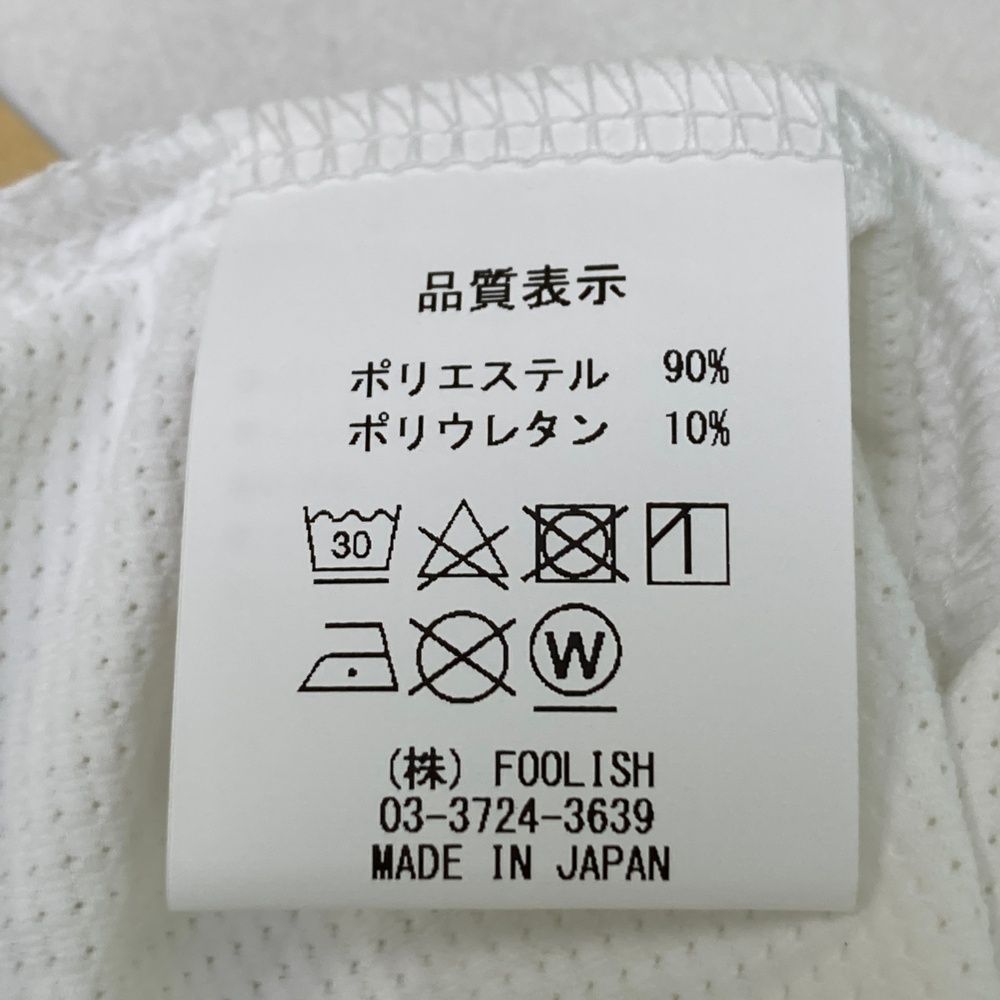 品質表示
ポリエステル 90%
ポリウレタン 10%
30
W
(株) FOOLISH
03-3724-3639
MADE IN JAPAN